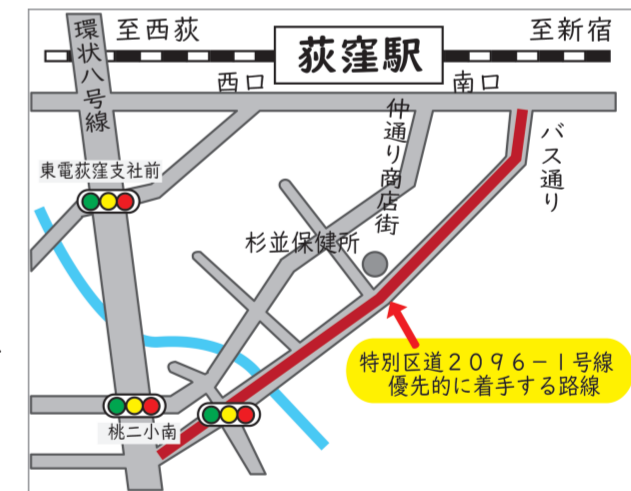 至西荻
荻窪駅
至新宿
環状八号線
西口
南口
仲通り商店街
バス通り
東電荻窪支社前
杉並保健所
特別区道2096-1号線
優先的に着手する路線
桃二小南